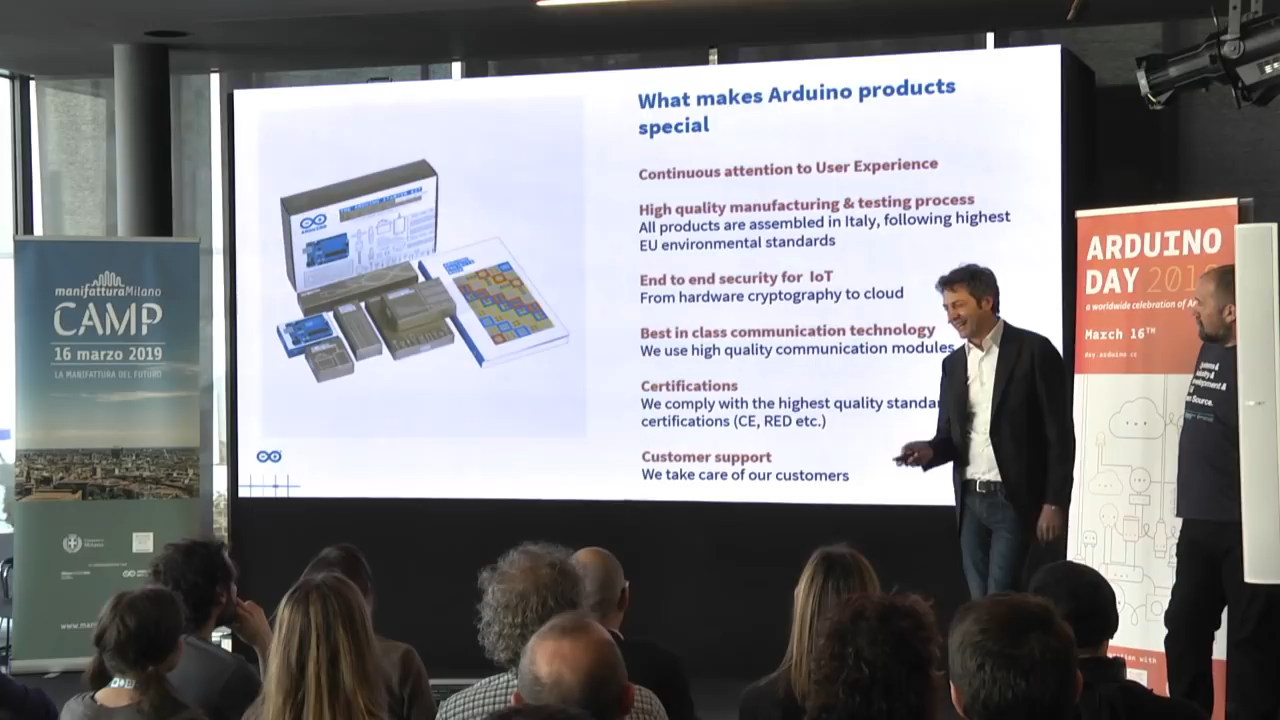 What makes Arduino products
special
Continuous attention to User Experience
High quality manufacturing & testing process
All products are assembled in Italy, following highest
EU environmental standards
End to end security for IoT
From hardware cryptography to cloud
Best in class communication technology
We use high quality communication modules
Certifications
We comply with the highest quality standar
certifications (CE, RED etc.)
Customer support
We take care of our customers
manifatturaMilano
CAMP
16 marzo 2019
LA MANIFATTURA DEL FUTURO
www.man
ARDUINO
DAY 201
a worldwide celebration of Ar
March 16TH
day.arduino.cc